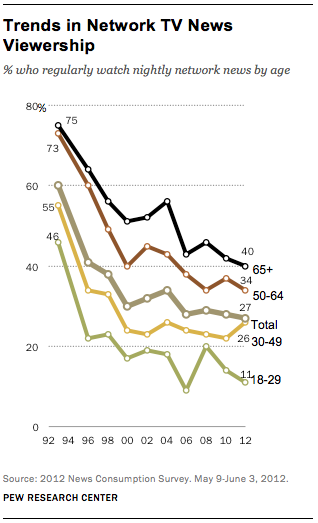 Trends in Network TV News
Viewership
% who regularly watch nightly network news by age
80%
75
73
60
55
46
40
40
65+
34
50-64
27
Total
26
30-49
20
11
18-29
0
92 94 96 98 00 02 04 06 08 10 12
Source: 2012 News Consumption Survey. May 9-June 3, 2012.
PEW RESEARCH CENTER